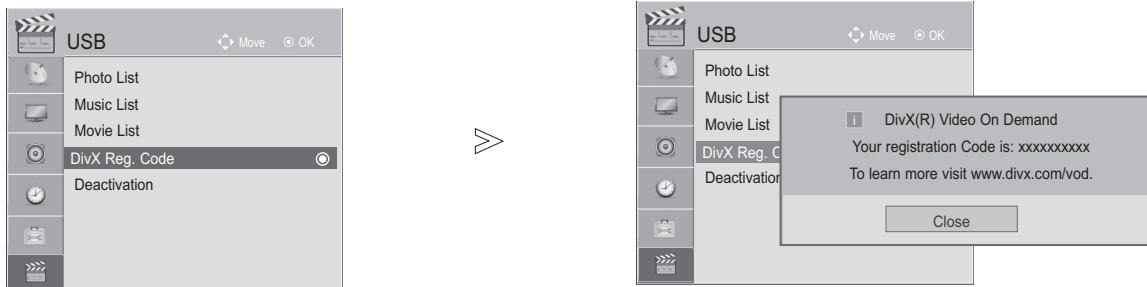 USB
Move OK
Photo List
Music List
Movie List
DivX Reg. Code
Deactivation
>
USB
Move OK
Photo List
Music List
Movie List
DivX Reg. C
Deactivation
i DivX(R) Video On Demand
Your registration Code is: xxxxxxxxxx
To learn more visit www.divx.com/vod.
Close